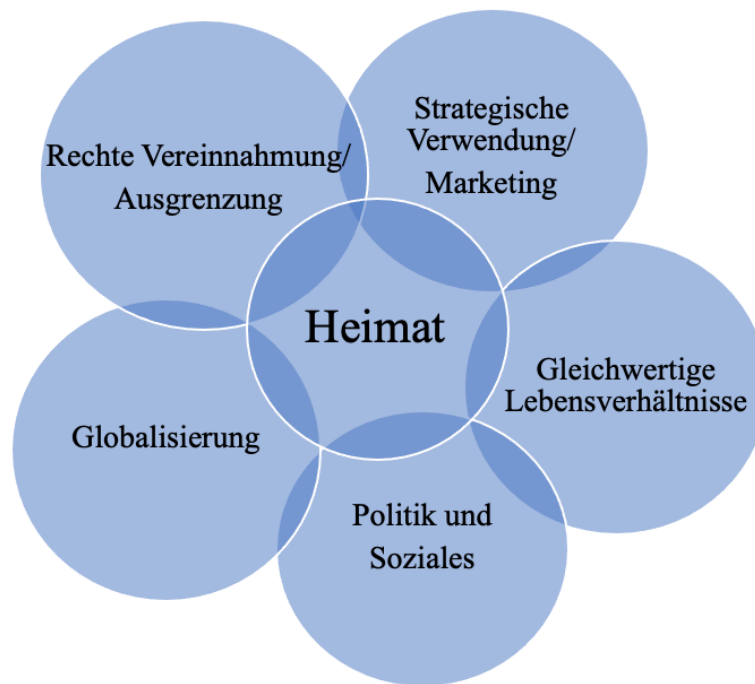 Rechte Vereinnahmung/
Ausgrenzung
Strategische
Verwendung/
Marketing
Heimat
Gleichwertige
Lebensverhältnisse
Globalisierung
Politik und
Soziales